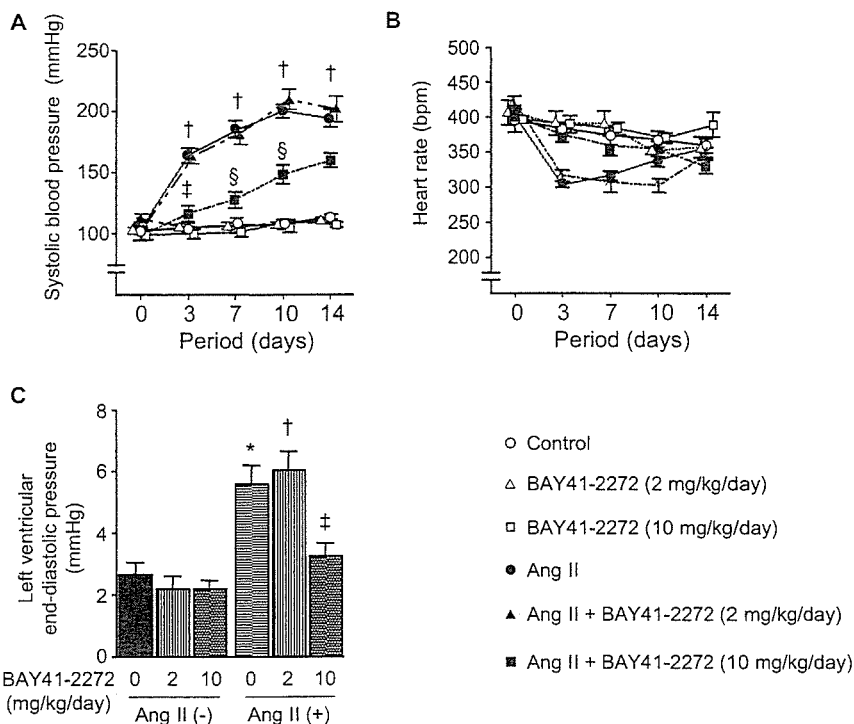 A
Systolic blood pressure (mmHg)
250
200
150
100
† † † †
‡ § §
0 3 7 10 14
Period (days)
B
Heart rate (bpm)
500
450
400
350
300
250
200
0 3 7 10 14
Period (days)
C
Left ventricular
end-diastolic pressure
(mmHg)
8
6
4
2
0
* † ‡
BAY41-2272 0 2 10 0 2 10
(mg/kg/day) Ang II (-) Ang II (+)
Control
BAY41-2272 (2 mg/kg/day)
BAY41-2272 (10 mg/kg/day)
Ang II
Ang II + BAY41-2272 (2 mg/kg/day)
Ang II + BAY41-2272 (10 mg/kg/day)